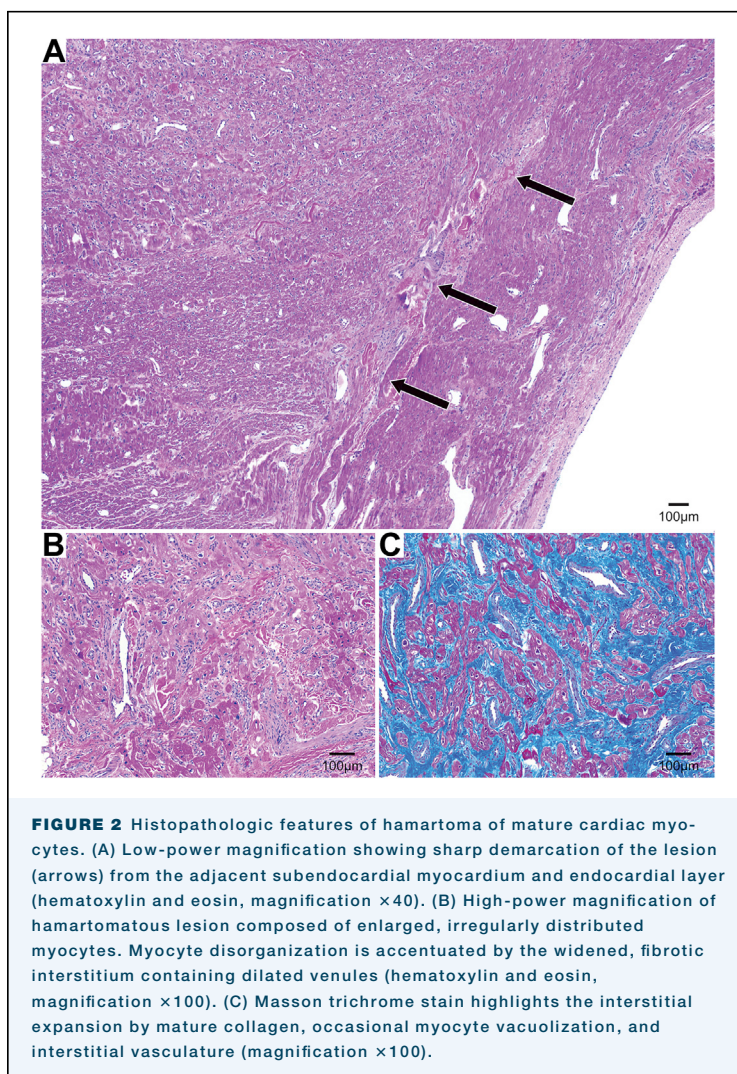 A
100µm
B
100µm
C
100µm
FIGURE 2 Histopathologic features of hamartoma of mature cardiac myo-
cytes. (A) Low-power magnification showing sharp demarcation of the lesion
(arrows) from the adjacent subendocardial myocardium and endocardial layer
(hematoxylin and eosin, magnification ×40). (B) High-power magnification of
hamartomatous lesion composed of enlarged, irregularly distributed
myocytes. Myocyte disorganization is accentuated by the widened, fibrotic
interstitium containing dilated venules (hematoxylin and eosin,
magnification ×100). (C) Masson trichrome stain highlights the interstitial
expansion by mature collagen, occasional myocyte vacuolization, and
interstitial vasculature (magnification ×100).